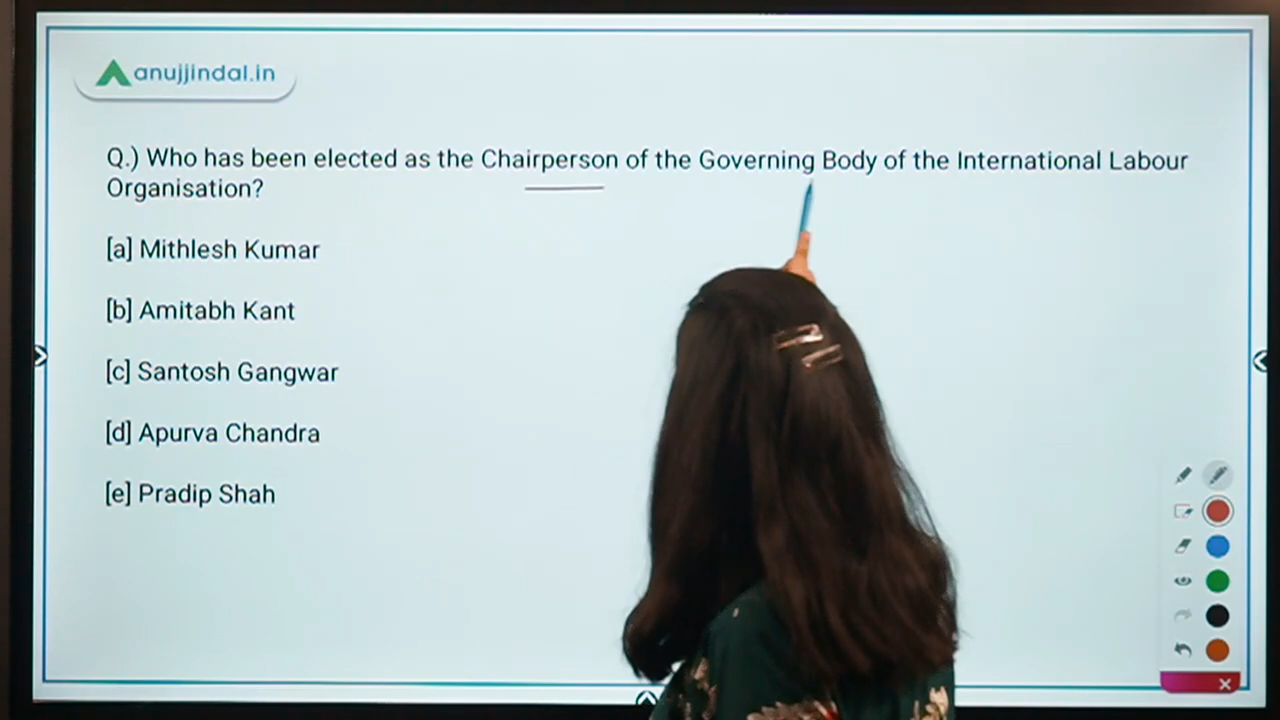 anujjindal.in
Q.) Who has been elected as the Chairperson of the Governing Body of the International Labour
Organisation?
[a] Mithlesh Kumar
[b] Amitabh Kant
[c] Santosh Gangwar
[d] Apurva Chandra
[e] Pradip Shah